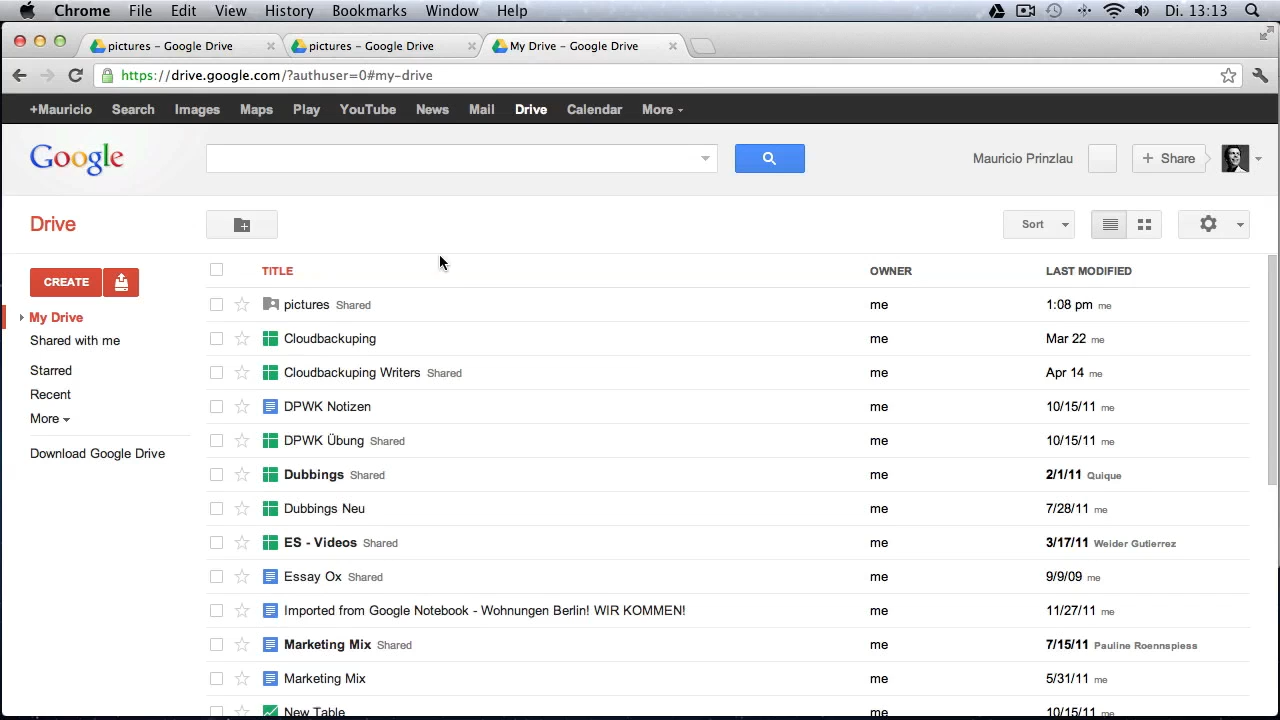 Chrome File Edit View History Bookmarks Window Help Di. 13:13
pictures – Google Drive pictures – Google Drive My Drive – Google Drive
https://drive.google.com/?authuser=0#my-drive
+Mauricio Search Images Maps Play YouTube News Mail Drive Calendar More
Google Mauricio Prinzlau + Share
Drive Sort
TITLE OWNER LAST MODIFIED
CREATE
My Drive
Shared with me
Starred
Recent
More
Download Google Drive
pictures Shared me 1:08 pm me
Cloudbackuping me Mar 22 me
Cloudbackuping Writers Shared me Apr 14 me
DPWK Notizen me 10/15/11 me
DPWK Übung Shared me 10/15/11 me
Dubbings Shared me 2/1/11 Quique
Dubbings Neu me 7/28/11 me
ES - Videos Shared me 3/17/11 Weider Gutierrez
Essay Ox Shared me 9/9/09 me
Imported from Google Notebook - Wohnungen Berlin! WIR KOMMEN! me 11/27/11 me
Marketing Mix Shared me 7/15/11 Pauline Roennspiess
Marketing Mix me 5/31/11 me
New Table me 10/15/11 me